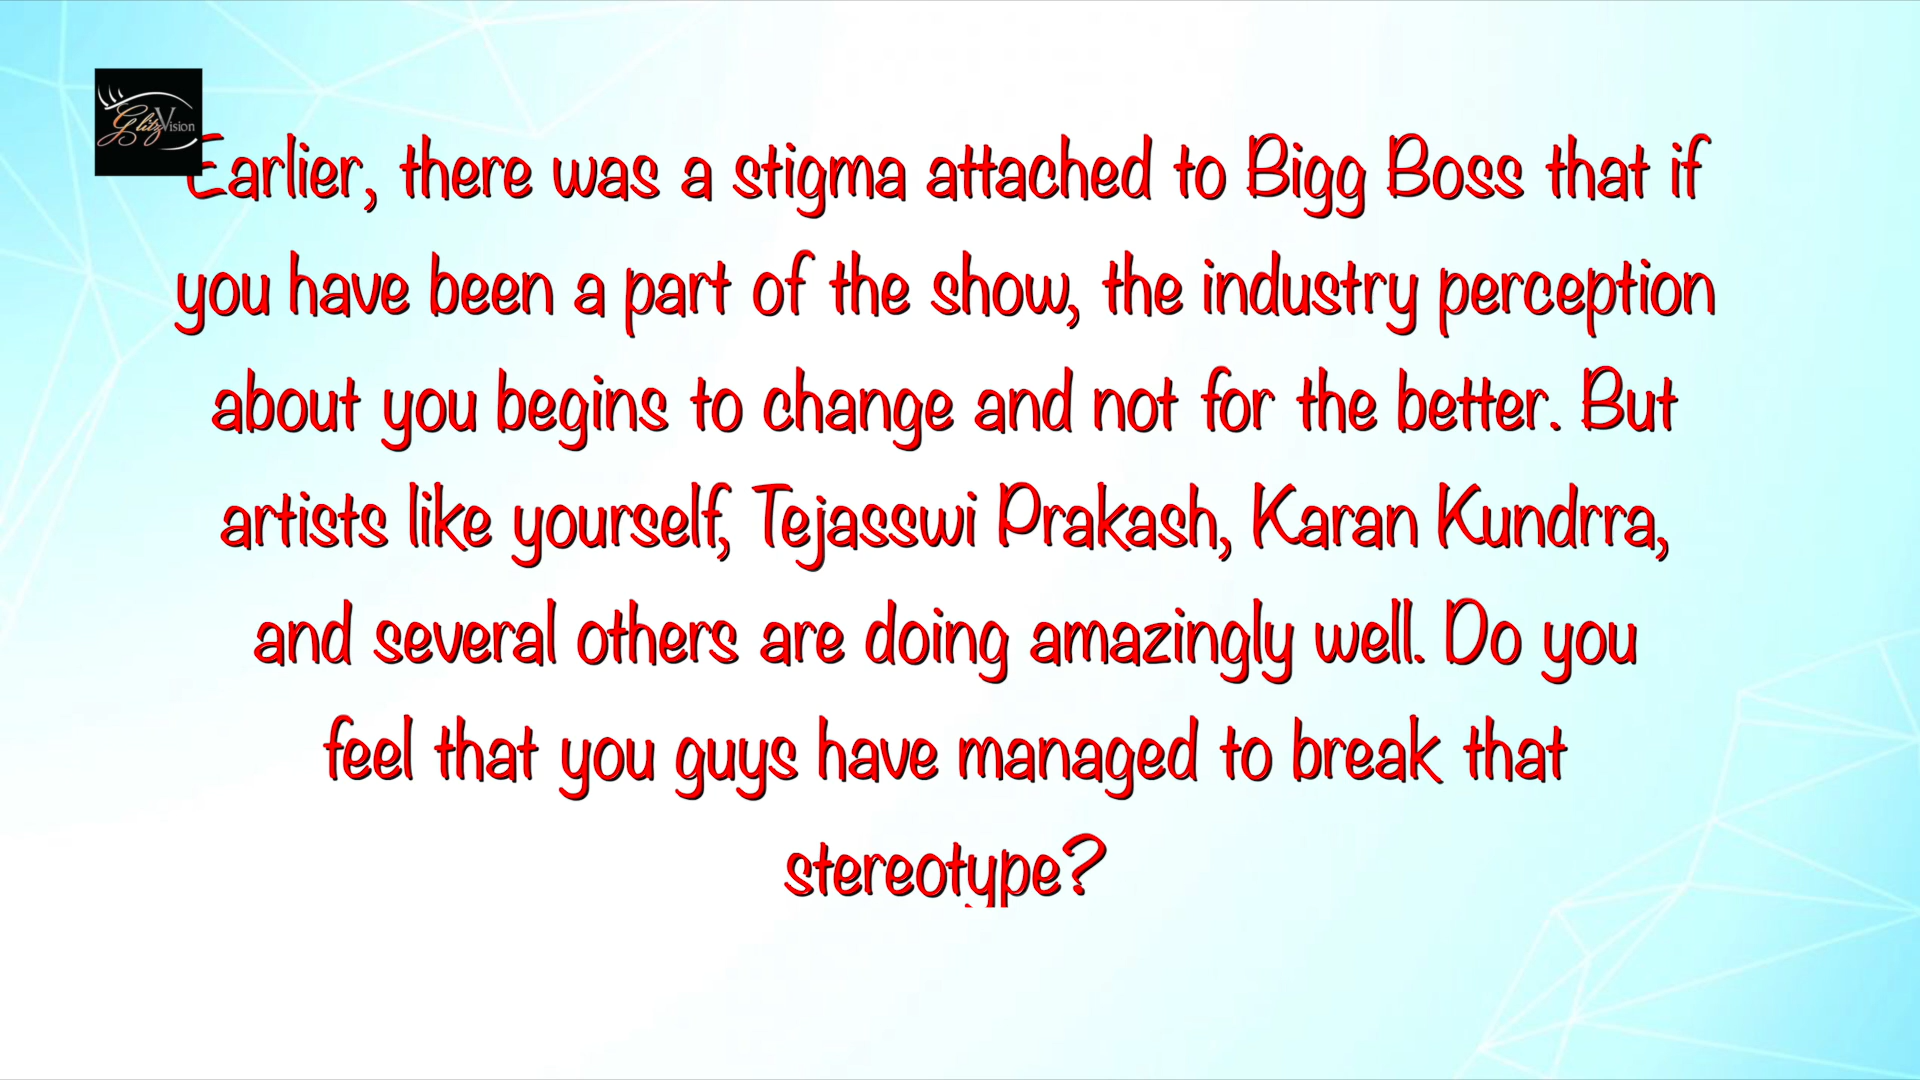 Glitz Vision
Earlier, there was a stigma attached to Bigg Boss that if
you have been a part of the show, the industry perception
about you begins to change and not for the better. But
artists like yourself, Tejasswi Prakash, Karan Kundrra,
and several others are doing amazingly well. Do you
feel that you guys have managed to break that
stereotype?